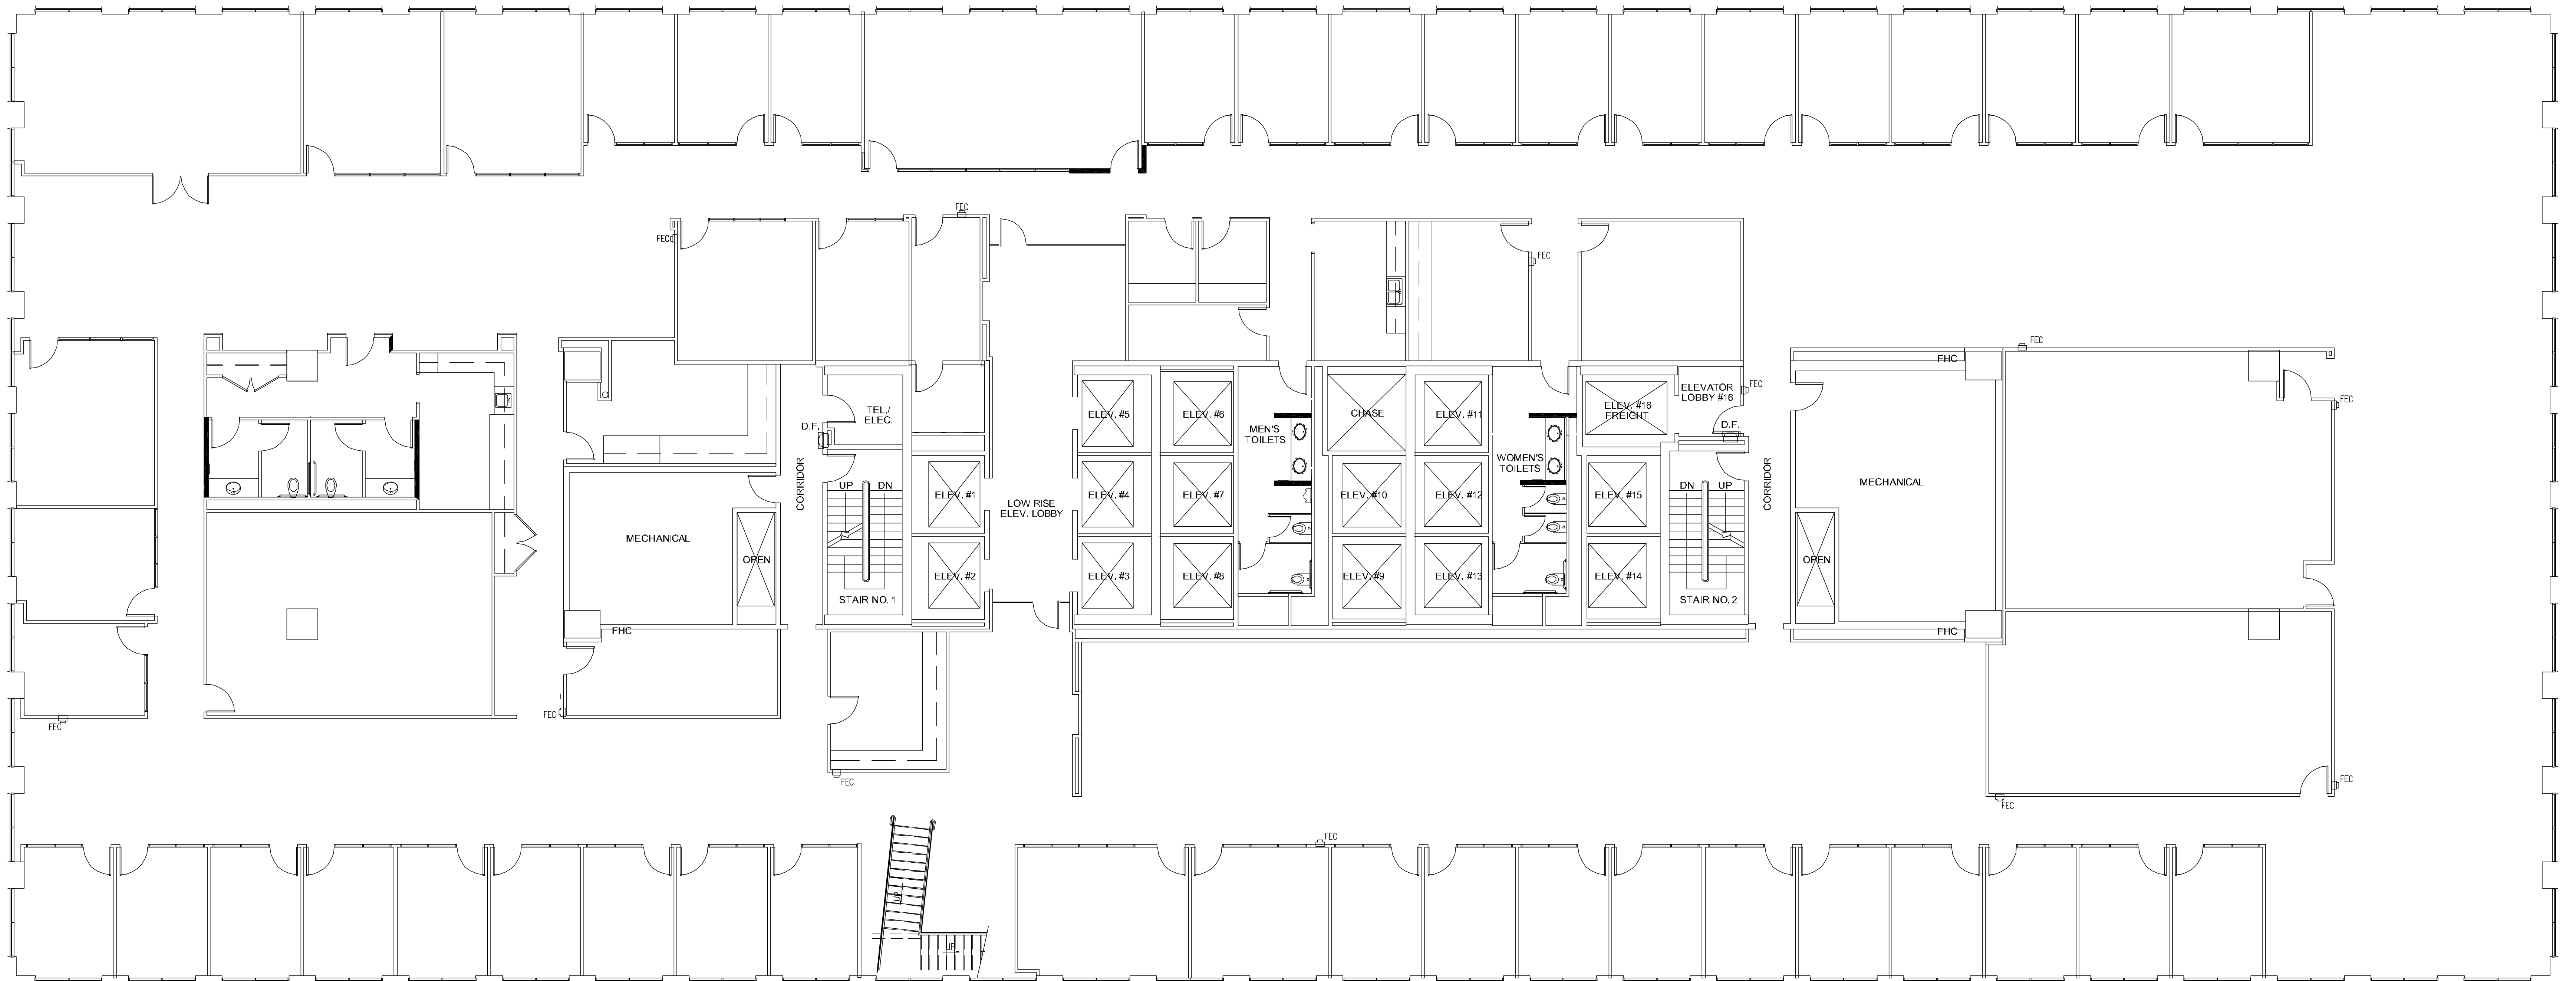 FEC
FEC
FEC
FEC
FHC
FEC
ELEVATOR
LOBBY #16
FEC
FEC
TEL./
ELEC.
ELEV. #5
ELEV. #6
CHASE
ELEV. #11
ELEV. #16
FREIGHT
D.F.
D.F.
MEN'S
TOILETS
WOMEN'S
TOILETS
CORRIDOR
CORRIDOR
UP
DN
DN
UP
MECHANICAL
ELEV. #1
LOW RISE
ELEV. LOBBY
ELEV. #4
ELEV. #7
ELEV. #10
ELEV. #12
ELEV. #15
MECHANICAL
OPEN
OPEN
ELEV. #2
ELEV. #3
ELEV. #8
ELEV. #9
ELEV. #13
ELEV. #14
STAIR NO. 1
STAIR NO. 2
FHC
FHC
FEC
FEC
FEC
FEC
FEC
FEC
UP
UP